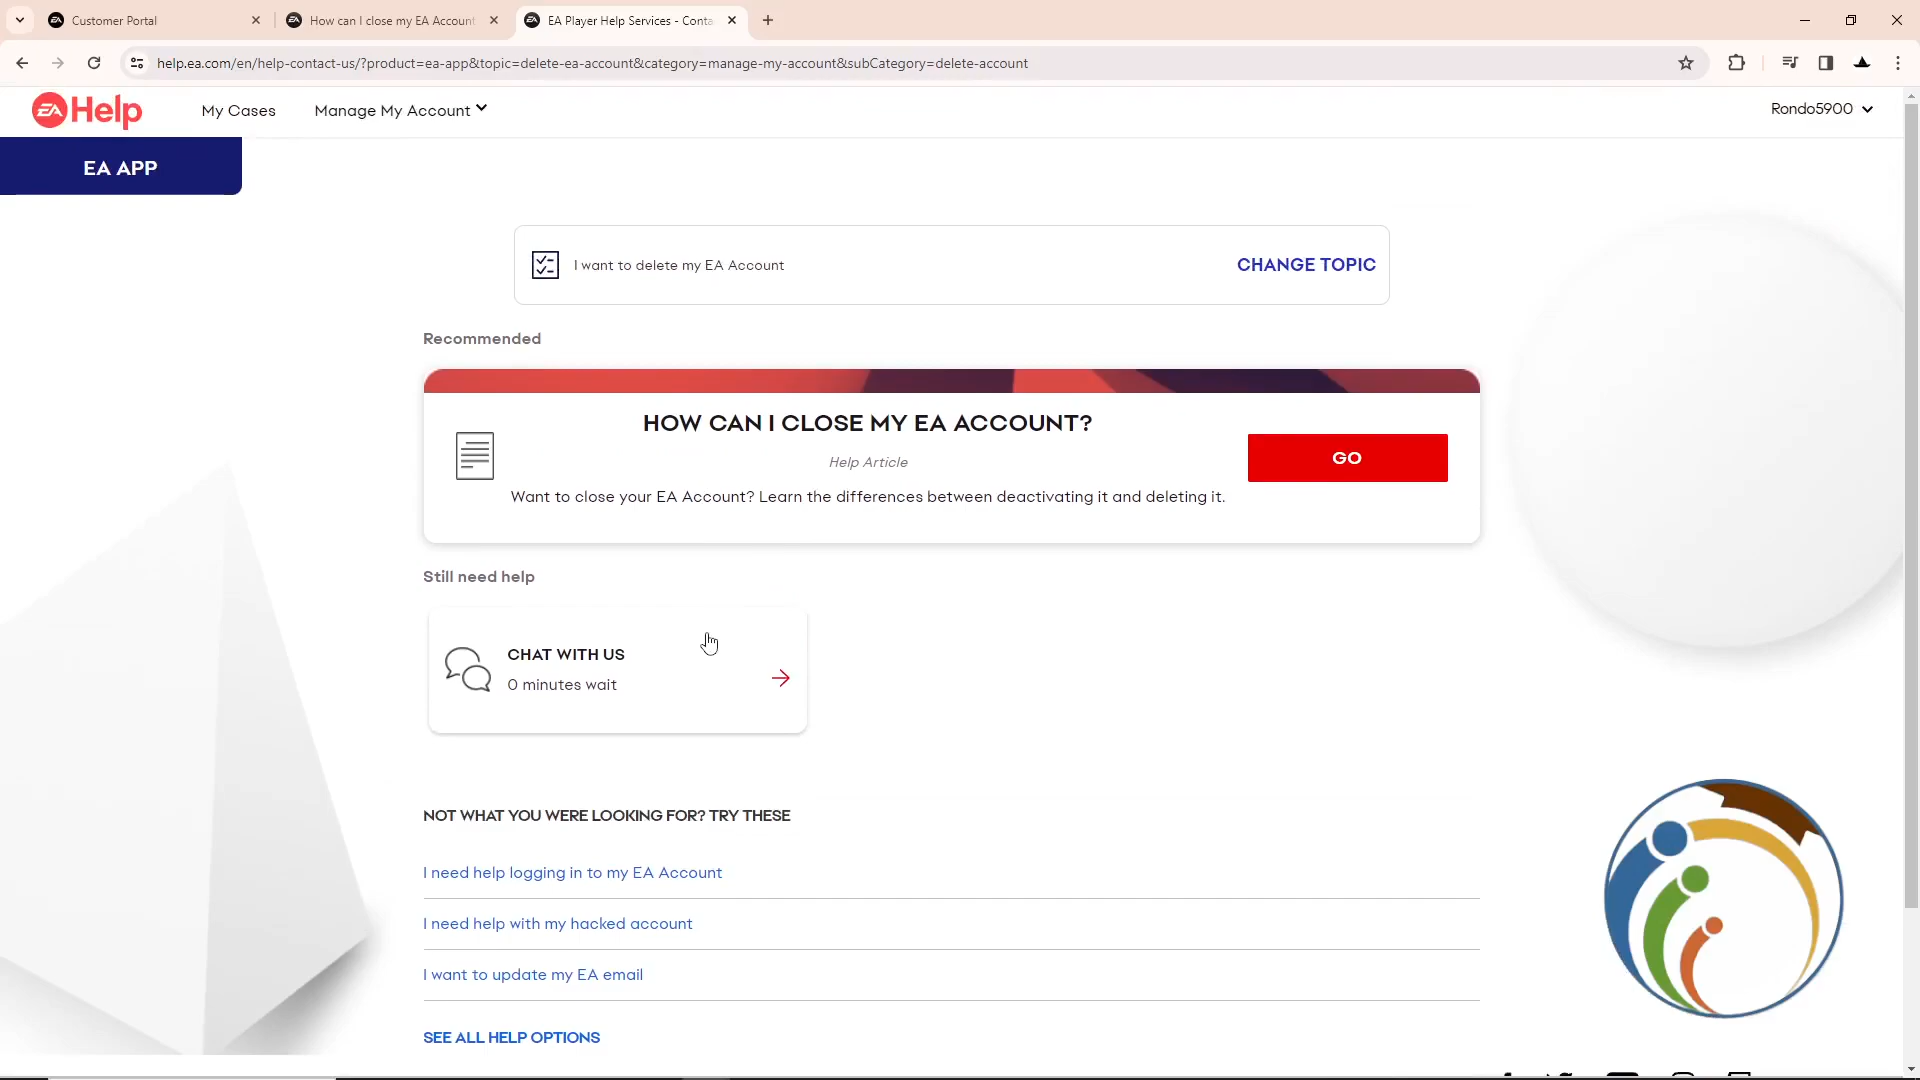 Customer Portal
How can I close my EA Account
EA Player Help Services - Conta
help.ea.com/en/help-contact-us/?product=ea-app&topic=delete-ea-account&category=manage-my-account&subCategory=delete-account
EA Help
My Cases
Manage My Account
Rondo5900
EA APP
I want to delete my EA Account
CHANGE TOPIC
Recommended
HOW CAN I CLOSE MY EA ACCOUNT?
Help Article
Want to close your EA Account? Learn the differences between deactivating it and deleting it.
GO
Still need help
CHAT WITH US
0 minutes wait
NOT WHAT YOU WERE LOOKING FOR? TRY THESE
I need help logging in to my EA Account
I need help with my hacked account
I want to update my EA email
SEE ALL HELP OPTIONS